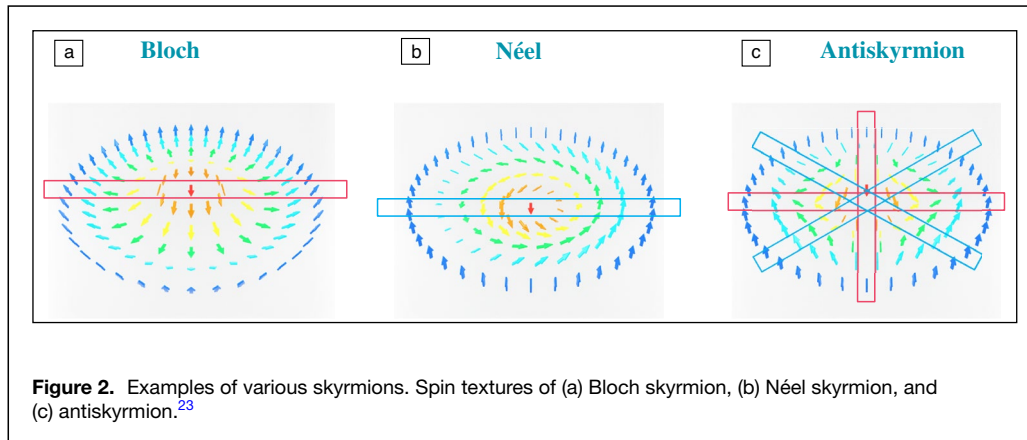 a Bloch b Néel c Antiskyrmion
Figure 2. Examples of various skyrmions. Spin textures of (a) Bloch skyrmion, (b) Néel skyrmion, and
(c) antiskyrmion.23